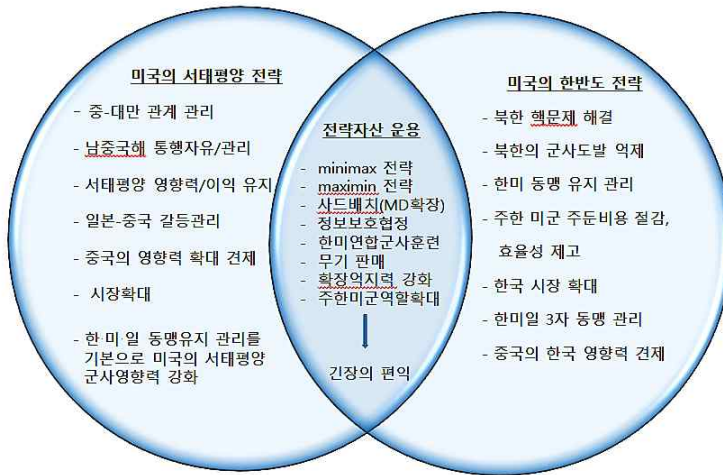 미국의 서태평양 전략
- 중-대만 관계 관리
- 남중국해 통행자유/관리
- 서태평양 영향력/이익 유지
- 일본-중국 갈등관리
- 중국의 영향력 확대 견제
- 시장확대
- 한·미·일 동맹유지 관리를
기본으로 미국의 서태평양
군사영향력 강화
전략자산 운용
- minimax 전략
- maximin 전략
- 사드배치(MD확장)
- 정보보호협정
- 한미연합군사훈련
- 무기 판매
- 확장억지력 강화
- 주한미군역할확대
긴장의 편익
미국의 한반도 전략
- 북한 핵문제 해결
- 북한의 군사도발 억제
- 한미 동맹 유지 관리
- 주한 미군 주둔비용 절감,
효율성 제고
- 한국 시장 확대
- 한미일 3자 동맹 관리
- 중국의 한국 영향력 견제